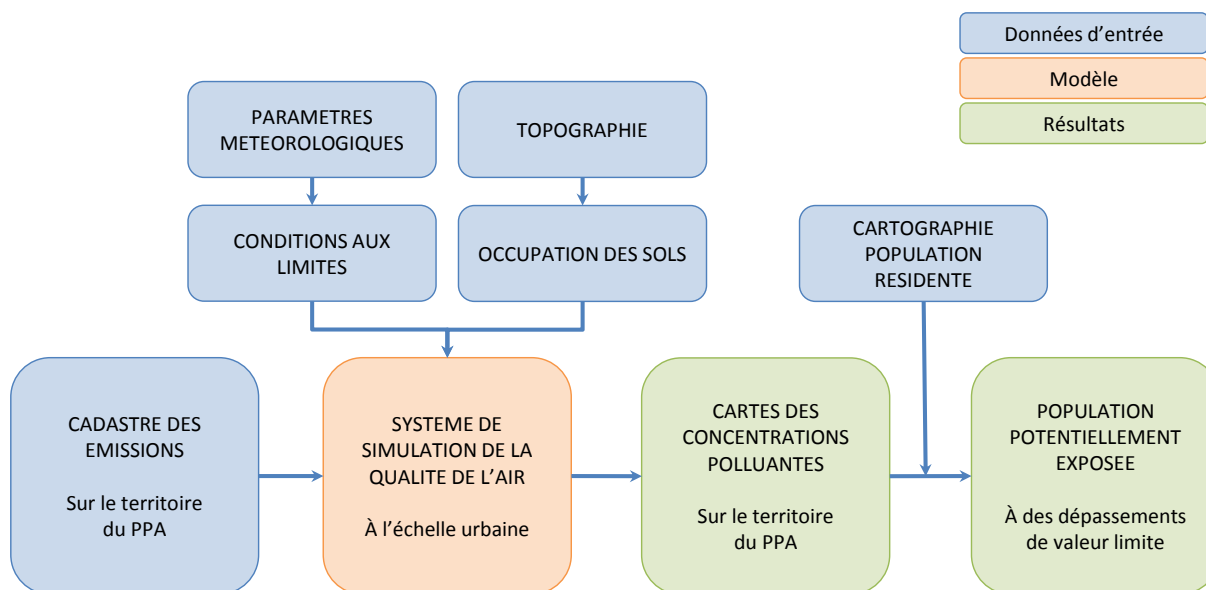 Données d'entrée
Modèle
Résultats
PARAMETRES
METEOROLOGIQUES
TOPOGRAPHIE
CONDITIONS AUX
LIMITES
OCCUPATION DES SOLS
CARTOGRAPHIE
POPULATION
RESIDENTE
CADASTRE DES
EMISSIONS
Sur le territoire
du PPA
SYSTEME DE
SIMULATION DE LA
QUALITE DE L'AIR
À l'échelle urbaine
CARTES DES
CONCENTRATIONS
POLLUANTES
Sur le territoire
du PPA
POPULATION
POTENTIELLEMENT
EXPOSEE
À des dépassements
de valeur limite